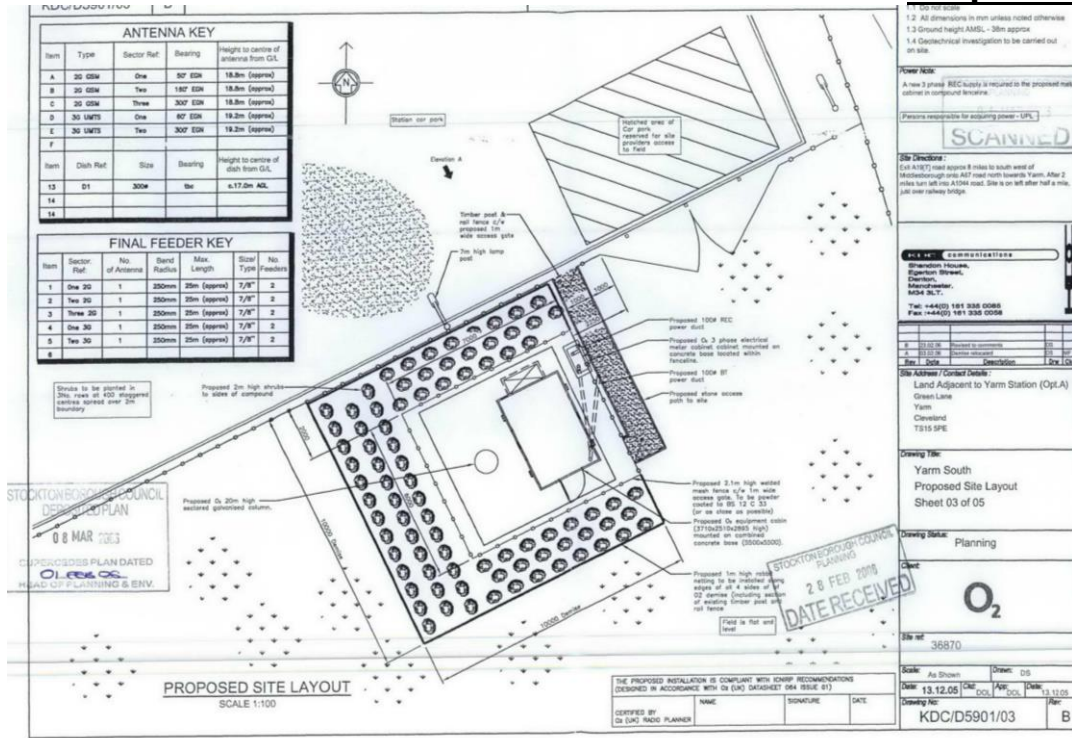 KDC/D5901/03 B
ANTENNA KEY
Item Type Sector Ref: Bearing Height to centre of antenna from G/L
A 2G GSM One 50° EGN 18.8m (approx)
B 2G GSM Two 180° EGN 18.8m (approx)
C 2G GSM Three 300° EGN 18.8m (approx)
D 3G UMTS One 60° EGN 19.2m (approx)
E 3G UMTS Two 300° EGN 19.2m (approx)
F
Item Dish Ref: Size Bearing Height to centre of dish from G/L
13 D1 300ø tbc c.17.0m AGL
14
14
FINAL FEEDER KEY
Item Sector Ref: No. of Antenna Bend Radius Max. Length Size/ Type No. Feeders
1 One 2G 1 250mm 25m (approx) 7/8" 2
2 Two 2G 1 250mm 25m (approx) 7/8" 2
3 Three 2G 1 250mm 25m (approx) 7/8" 2
4 One 3G 1 250mm 25m (approx) 7/8" 2
5 Two 3G 1 250mm 25m (approx) 7/8" 2
6
N
Station car park
Elevation A
Hatched area of
Car park
reserved for site
providers access
to field
Timber post &
rail fence c/w
proposed 1m
wide access gate
7m high lamp
post
Shrubs to be planted in
3No. rows at 400 staggered
centres spread over 2m
boundary
Proposed 2m high shrubs
to sides of compound
Proposed O₂ 20m high
sectored galvanised column.
1000
1000
2000
10000 Demise
10000 Demise
Proposed 100ø REC
power duct
Proposed O₂ 3 phase electrical
meter cabinet cabinet mounted on
concrete base located within
fenceline.
Proposed 100ø BT
power duct
Proposed stone access
path to site
Proposed 2.1m high welded
mesh fence c/w 1m wide
access gate. To be powder
coated to BS 12 C 33
(or as close as possible)
Proposed O₂ equipment cabin
(3710x2510x2865 high)
mounted on combined
concrete base (5500x5000).
Proposed 1m high
netting to be installed along
edges of all 4 sides of
O2 demise (including section
of existing timber post and
rail fence
Field is flat and
level
STOCKTON BOROUGH COUNCIL
DEPOSITED PLAN
08 MAR
SUPERCEDES PLAN DATED
HEAD OF PLANNING & ENV.
STOCKTON BOROUGH COUNCIL
PLANNING
28 FEB 2006
DATE RECEIVED
PROPOSED SITE LAYOUT
SCALE 1:100
THE PROPOSED INSTALLATION IS COMPLIANT WITH ICNIRP RECOMMENDATIONS
(DESIGNED IN ACCORDANCE WITH O₂ (UK) DATASHEET 064 ISSUE 01)
CERTIFIED BY
O₂ (UK) RADIO PLANNER
NAME SIGNATURE DATE
1.1 Do not scale
1.2 All dimensions in mm unless noted otherwise
1.3 Ground height AMSL - 38m approx
1.4 Geotechnical investigation to be carried out
on site.
Power Note:
A new 3 phase REC supply is required to the proposed
cabinet in compound fenceline.
Persons responsible for acquiring power - UPL
SCANNED
Site Directions :
Exit A19(T) road approx 8 miles to south west of
Middlesborough onto A67 road north towards Yarm. After 2
miles turn left into A1044 road. Site is on left after half a mile,
just over railway bridge.
communications
Shandon House,
Egerton Street,
Denton,
Manchester,
M34 3LT.
Tel: +44(0) 161 335 0085
Fax :+44(0) 161 335 0056
B 23.02.06 Revised to comments DS
A Demise relocated DS
Rev Date Description
Site Address / Contact Details :
Land Adjacent to Yarm Station (Opt.A)
Green Lane
Yarm
Cleveland
TS15 5PE
Drawing Title:
Yarm South
Proposed Site Layout
Sheet 03 of 05
Drawing Status:
Planning
Client:
O₂
Site ref:
36870
Scale: As Shown Drawn: DS
Date: 13.12.05 Chk: DOL App: DOL Date: 13.12.05
Drawing No: Rev:
KDC/D5901/03 B